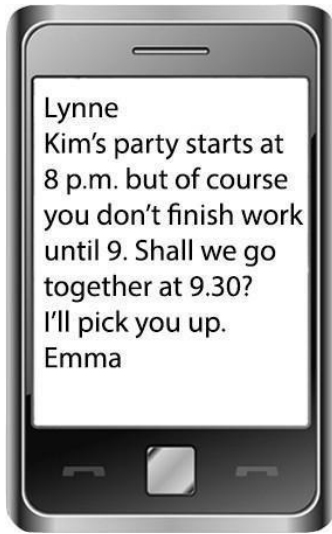 Lynne
Kim's party starts at
8 p.m. but of course
you don't finish work
until 9. Shall we go
together at 9.30?
I'll pick you up.
Emma